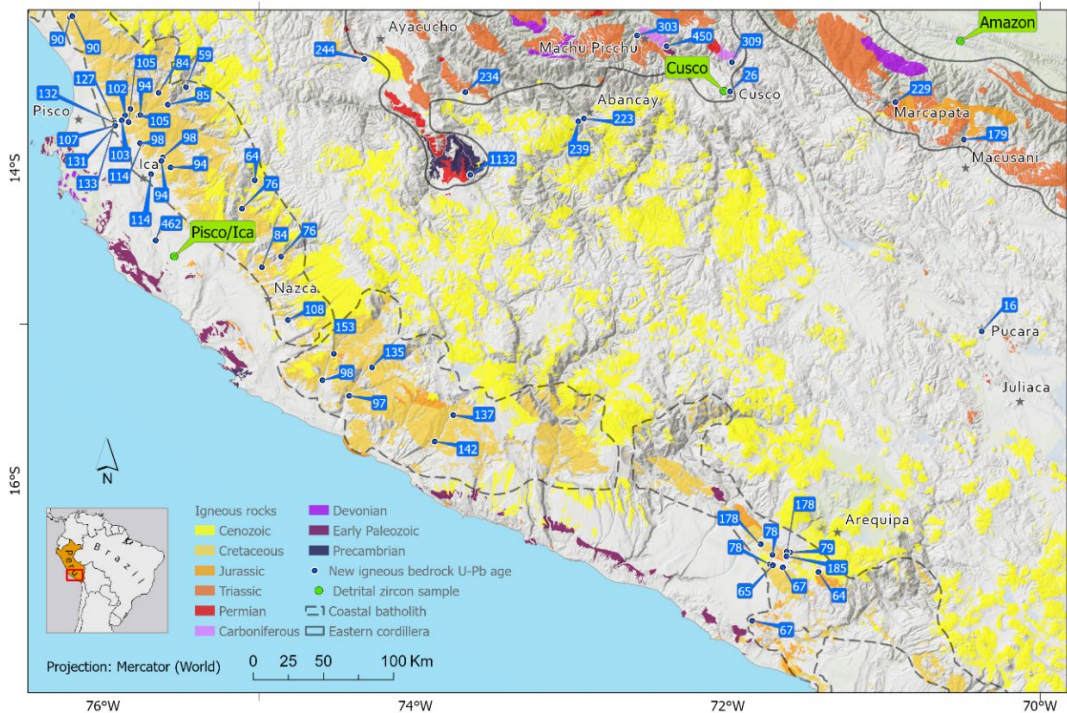 Ayacucho
303
450
Amazon
90
90
59
244
Machu Picchu
309
105
84
127
102
94
234
Cusco
26
229
132
85
Abancay
Cusco
Pisco
223
Marcapata
107
105
98
179
131
103
98
239
Macusani
64
14°S
133
114
Ica
94
1132
76
94
114
462
Pisco/Ica
84
76
Nazca
16
108
Pucara
153
135
Juliaca
98
97
137
142
N
16°S
Igneous rocks
Cenozoic
Cretaceous
Jurassic
Triassic
Permian
Carboniferous
Devonian
Early Paleozoic
Precambrian
New igneous bedrock U-Pb age
Detrital zircon sample
Coastal batholith
Eastern cordillera
178
Arequipa
178
78
78
79
185
65
67
64
67
Peru
Brazil
Projection: Mercator (World)
0 25 50 100 Km
76°W 74°W 72°W 70°W